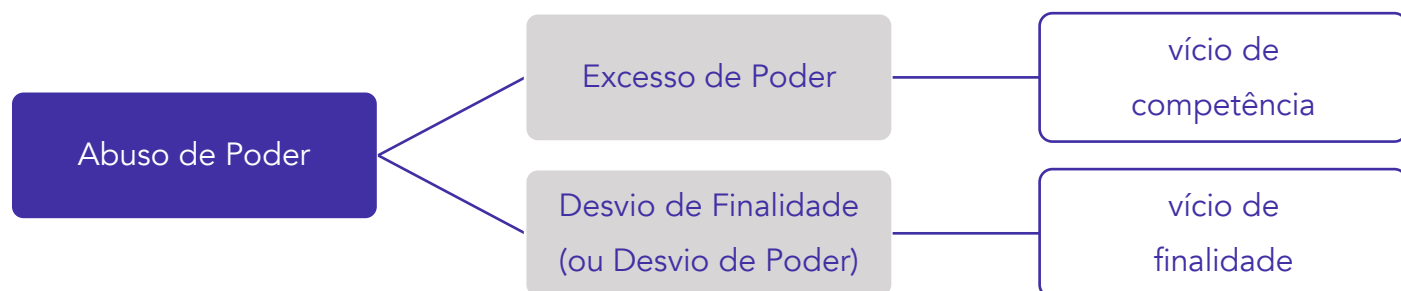 Abuso de Poder
Excesso de Poder
vício de
competência
Desvio de Finalidade
(ou Desvio de Poder)
vício de
finalidade